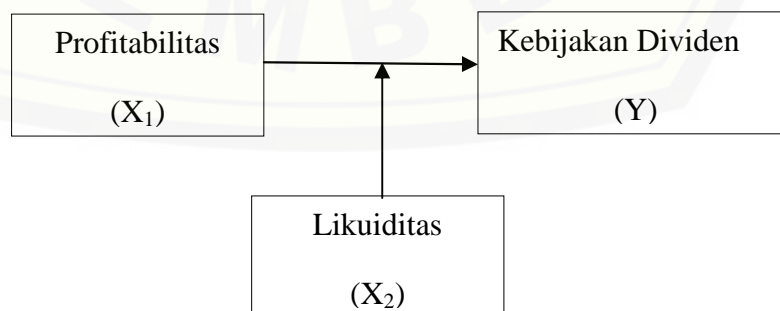 Profitabilitas
(X₁)
Kebijakan Dividen
(Y)
Likuiditas
(X₂)